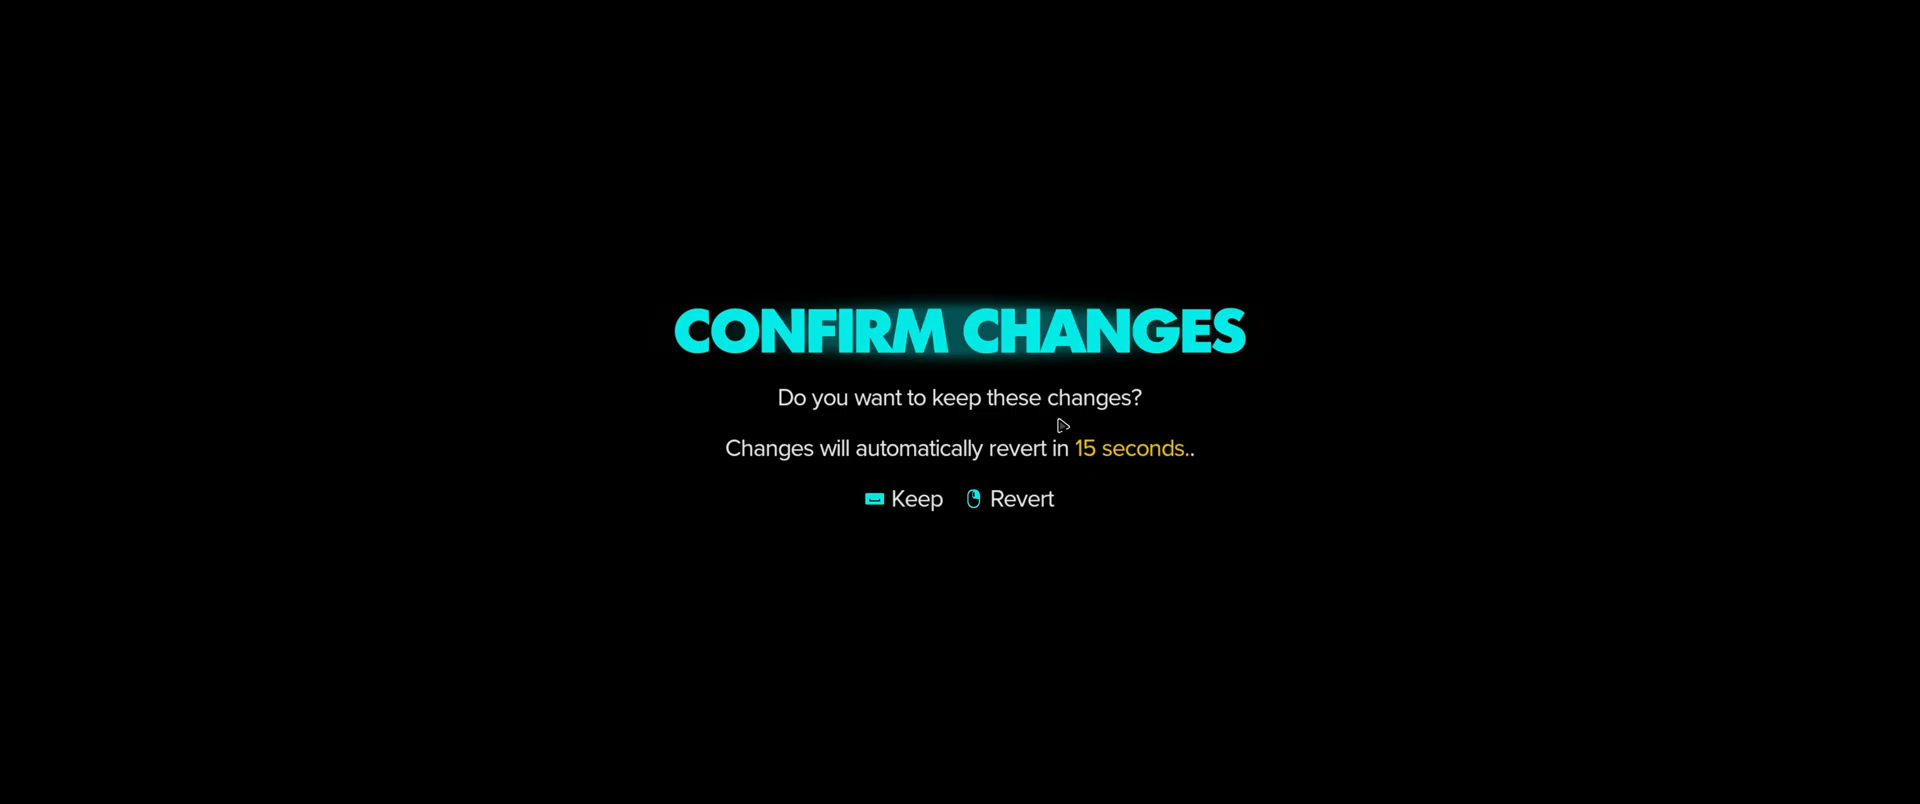 CONFIRM CHANGES
Do you want to keep these changes?
Changes will automatically revert in 15 seconds..
Keep Revert